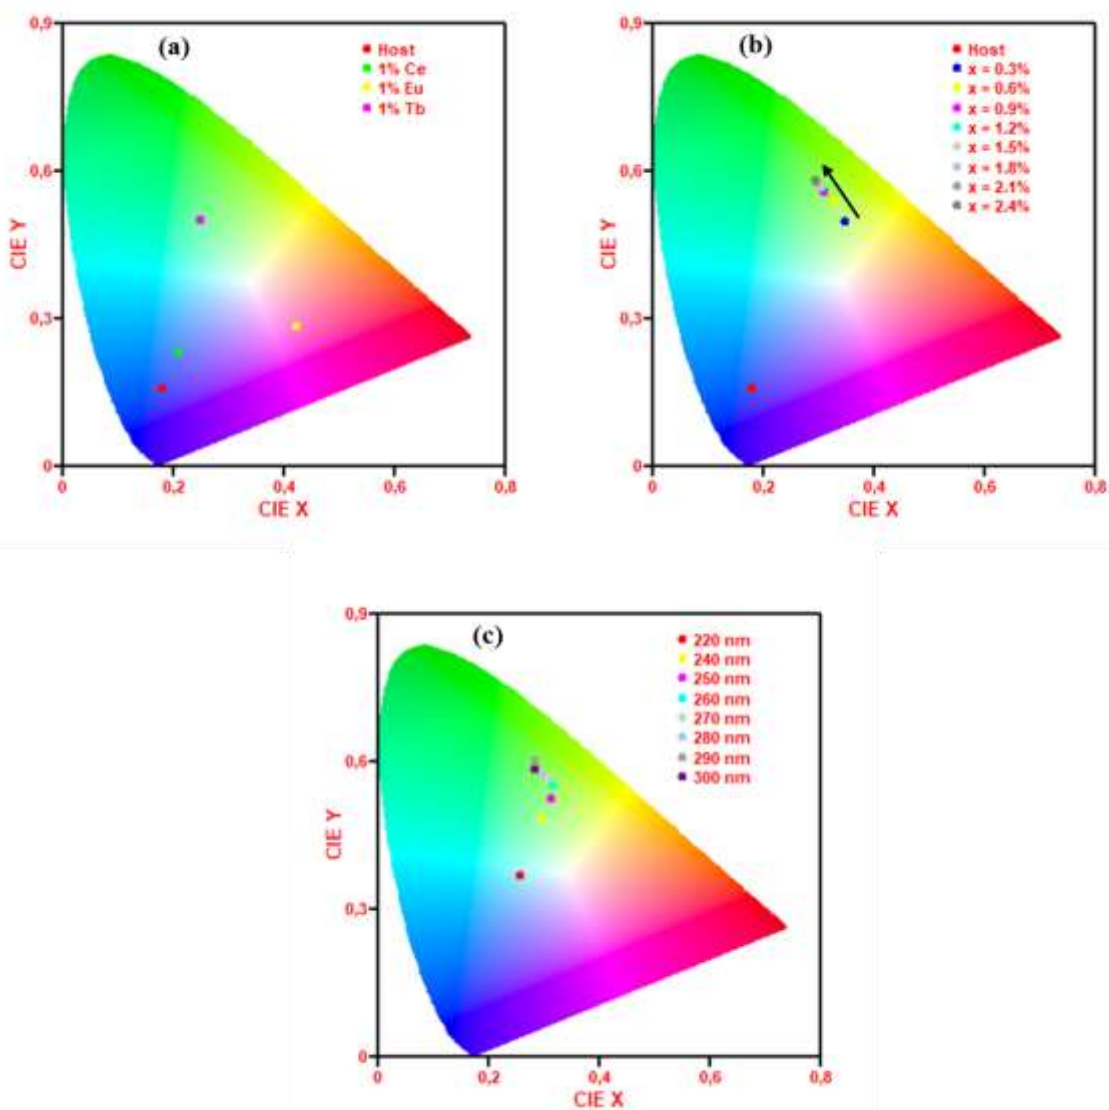 (a)
Host
1% Ce
1% Eu
1% Tb
0,9
0,6
0,3
0
CIE Y
0
0,2
0,4
0,6
0,8
CIE X
(b)
Host
x = 0.3%
x = 0.6%
x = 0.9%
x = 1.2%
x = 1.5%
x = 1.8%
x = 2.1%
x = 2.4%
0,9
0,6
0,3
0
CIE Y
0
0,2
0,4
0,6
0,8
CIE X
(c)
220 nm
240 nm
250 nm
260 nm
270 nm
280 nm
290 nm
300 nm
0,9
0,6
0,3
0
CIE Y
0
0,2
0,4
0,6
0,8
CIE X